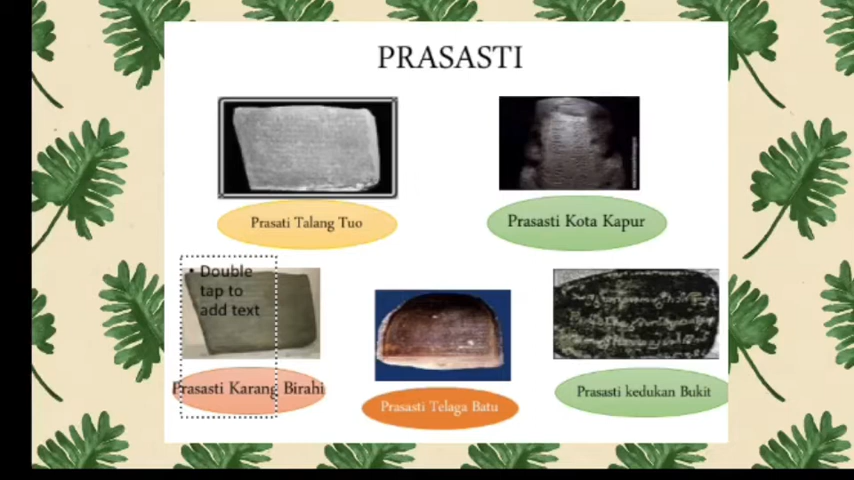 PRASASTI
Prasati Talang Tuo
Prasasti Kota Kapur
• Double
tap to
add text
Prasasti Karang Birahi
Prasasti Telaga Batu
Prasasti kedukan Bukit